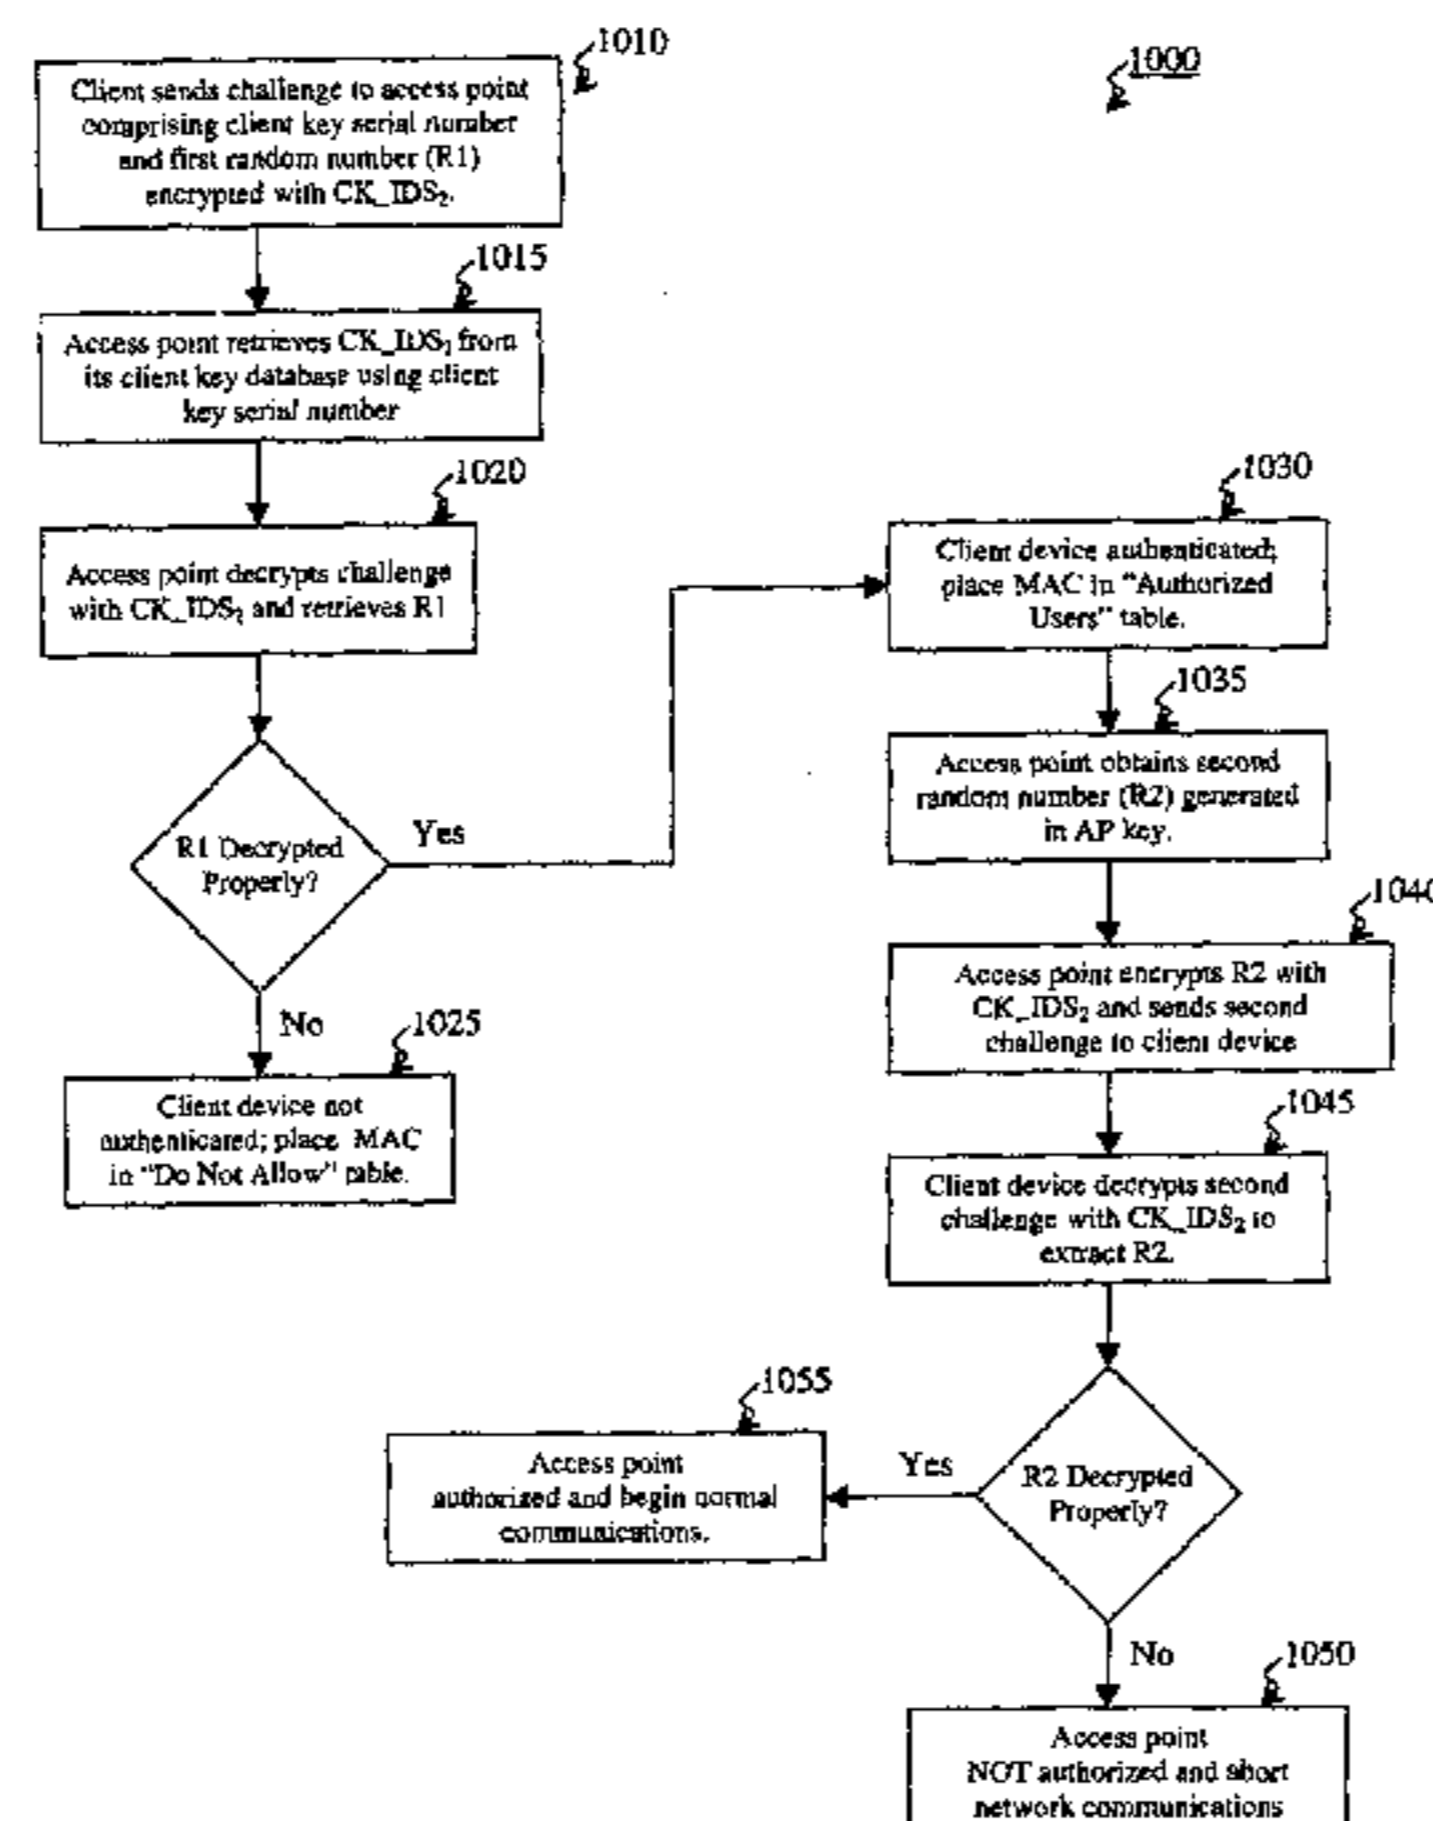 1010
1000
Client sends challenge to access point
comprising client key serial number
and first random number (R1)
encrypted with CK_IDS₂.
1015
Access point retrieves CK_IDS₂ from
its client key database using client
key serial number
1020
Access point decrypts challenge
with CK_IDS₂ and retrieves R1
R1 Decrypted
Properly?
Yes
No
1025
Client device not
authenticated; place MAC
in "Do Not Allow" table.
1030
Client device authenticated;
place MAC in "Authorized
Users" table.
1035
Access point obtains second
random number (R2) generated
in AP key.
1040
Access point encrypts R2 with
CK_IDS₂ and sends second
challenge to client device
1045
Client device decrypts second
challenge with CK_IDS₂ to
extract R2.
R2 Decrypted
Properly?
Yes
1055
Access point
authorized and begin normal
communications.
No
1050
Access point
NOT authorized and abort
network communications